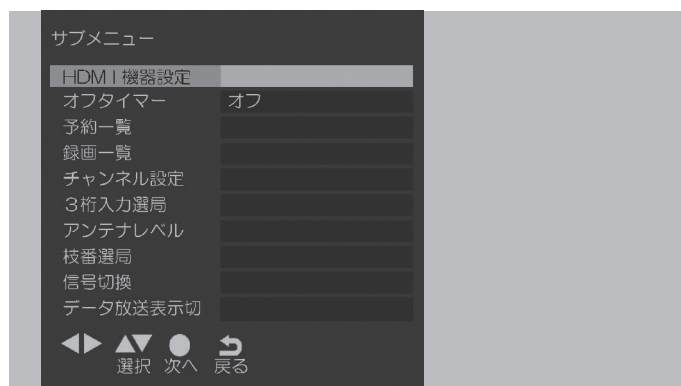 サブメニュー
HDMI機器設定
オフタイマー オフ
予約一覧
録画一覧
チャンネル設定
3桁入力選局
アンテナレベル
枝番選局
信号切換
データ放送表示切
選択 次へ 戻る